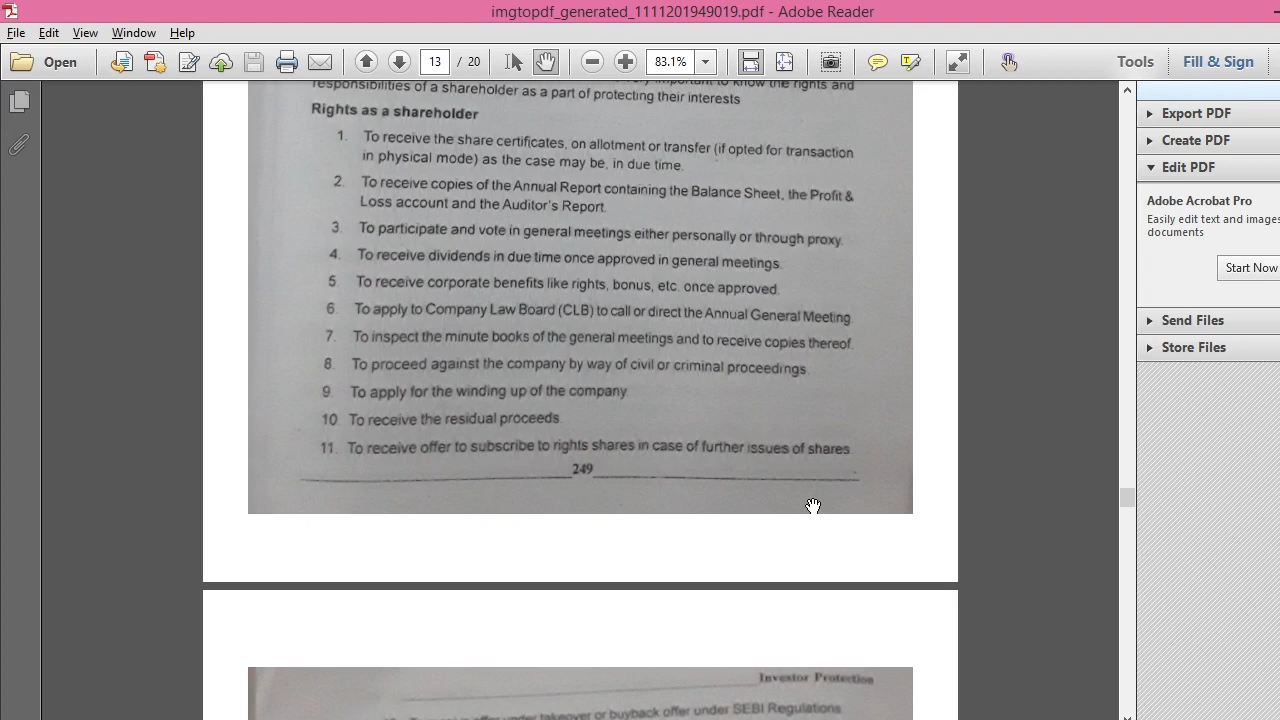 imgtopdf_generated_1111201949019.pdf - Adobe Reader
File Edit View Window Help
Open 13 / 20 83.1% Tools Fill & Sign
important to know the rights and
responsibilities of a shareholder as a part of protecting their interests
Rights as a shareholder
1. To receive the share certificates, on allotment or transfer (if opted for transaction
in physical mode) as the case may be, in due time.
2. To receive copies of the Annual Report containing the Balance Sheet, the Profit &
Loss account and the Auditor's Report.
3. To participate and vote in general meetings either personally or through proxy.
4. To receive dividends in due time once approved in general meetings.
5. To receive corporate benefits like rights, bonus, etc. once approved.
6. To apply to Company Law Board (CLB) to call or direct the Annual General Meeting
7. To inspect the minute books of the general meetings and to receive copies thereof
8. To proceed against the company by way of civil or criminal proceedings.
9. To apply for the winding up of the company
10. To receive the residual proceeds.
11. To receive offer to subscribe to rights shares in case of further issues of shares
249
Investor Protection
offer under takeover or buyback offer under SEBI Regulations
Export PDF
Create PDF
Edit PDF
Adobe Acrobat Pro
Easily edit text and images
documents
Start Now
Send Files
Store Files